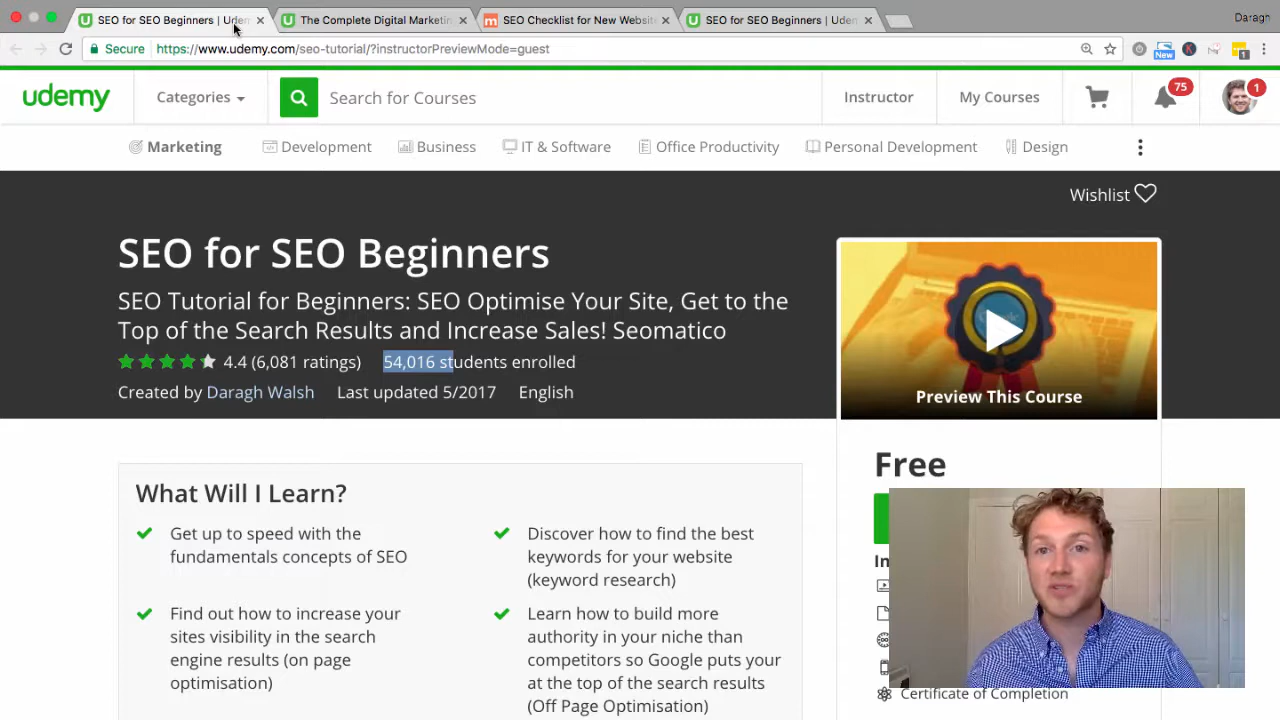 SEO for SEO Beginners | Uden
The Complete Digital Marketin
SEO Checklist for New Website
SEO for SEO Beginners | Udem
Daragh
Secure
https://www.udemy.com/seo-tutorial/?instructorPreviewMode=guest
New
1
udemy
Categories
Search for Courses
Instructor
My Courses
75
1
Marketing
Development
Business
IT & Software
Office Productivity
Personal Development
Design
Wishlist
SEO for SEO Beginners
SEO Tutorial for Beginners: SEO Optimise Your Site, Get to the
Top of the Search Results and Increase Sales! Seomatico
4.4 (6,081 ratings) 54,016 students enrolled
Created by Daragh Walsh Last updated 5/2017 English
Preview This Course
Free
What Will I Learn?
Get up to speed with the
fundamentals concepts of SEO
Find out how to increase your
sites visibility in the search
engine results (on page
optimisation)
Discover how to find the best
keywords for your website
(keyword research)
Learn how to build more
authority in your niche than
competitors so Google puts your
at the top of the search results
(Off Page Optimisation)
In
Certificate of Completion